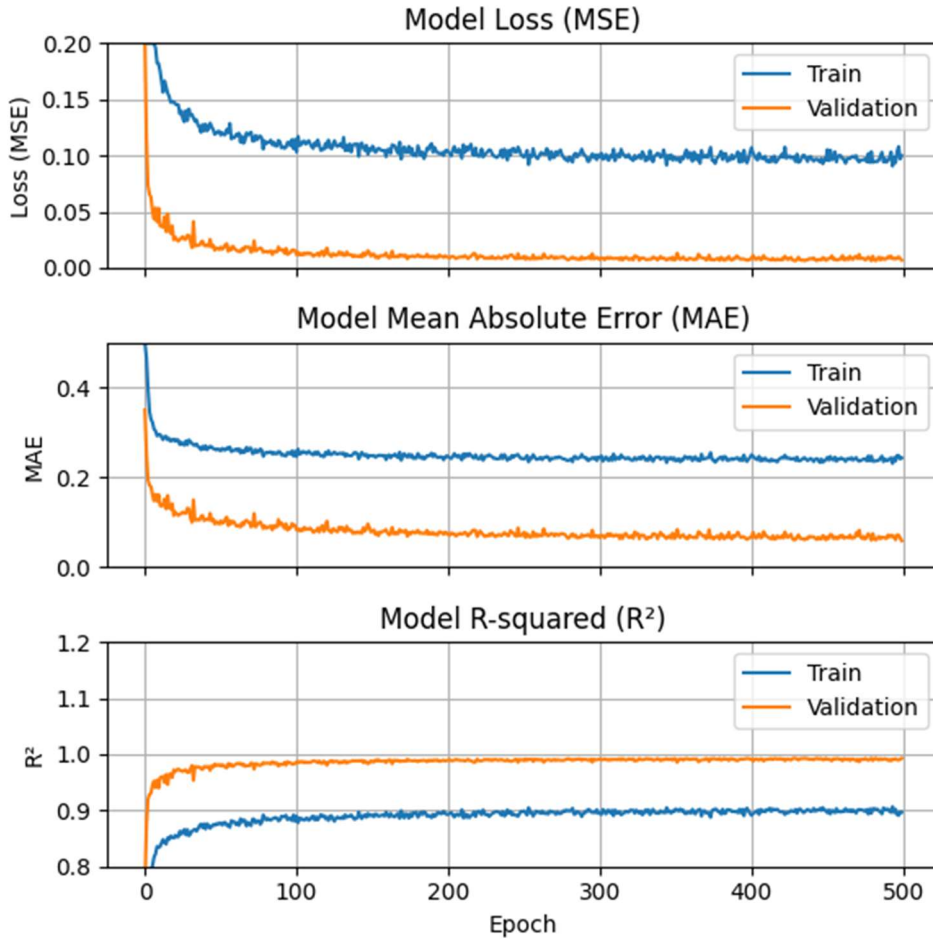 Model Loss (MSE)
0.20
0.15
0.10
0.05
0.00
Loss (MSE)
Train
Validation
Model Mean Absolute Error (MAE)
0.4
0.2
0.0
MAE
Train
Validation
Model R-squared (R²)
1.2
1.1
1.0
0.9
0.8
R²
Train
Validation
0 100 200 300 400 500
Epoch